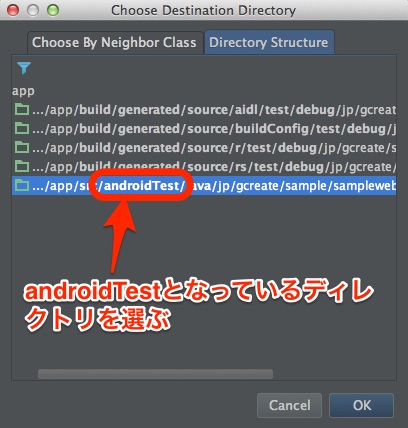 Choose Destination Directory
Choose By Neighbor Class
Directory Structure
app
.../app/build/generated/source/aidl/test/debug/jp/gcreate/
.../app/build/generated/source/buildConfig/test/debug/j
.../app/build/generated/source/r/test/debug/jp/gcreate/s
.../app/build/generated/source/rs/test/debug/jp/gcreate/
.../app/src/androidTest/java/jp/gcreate/sample/sampleweb
androidTestとなっているディレ
クトリを選ぶ
Cancel
OK